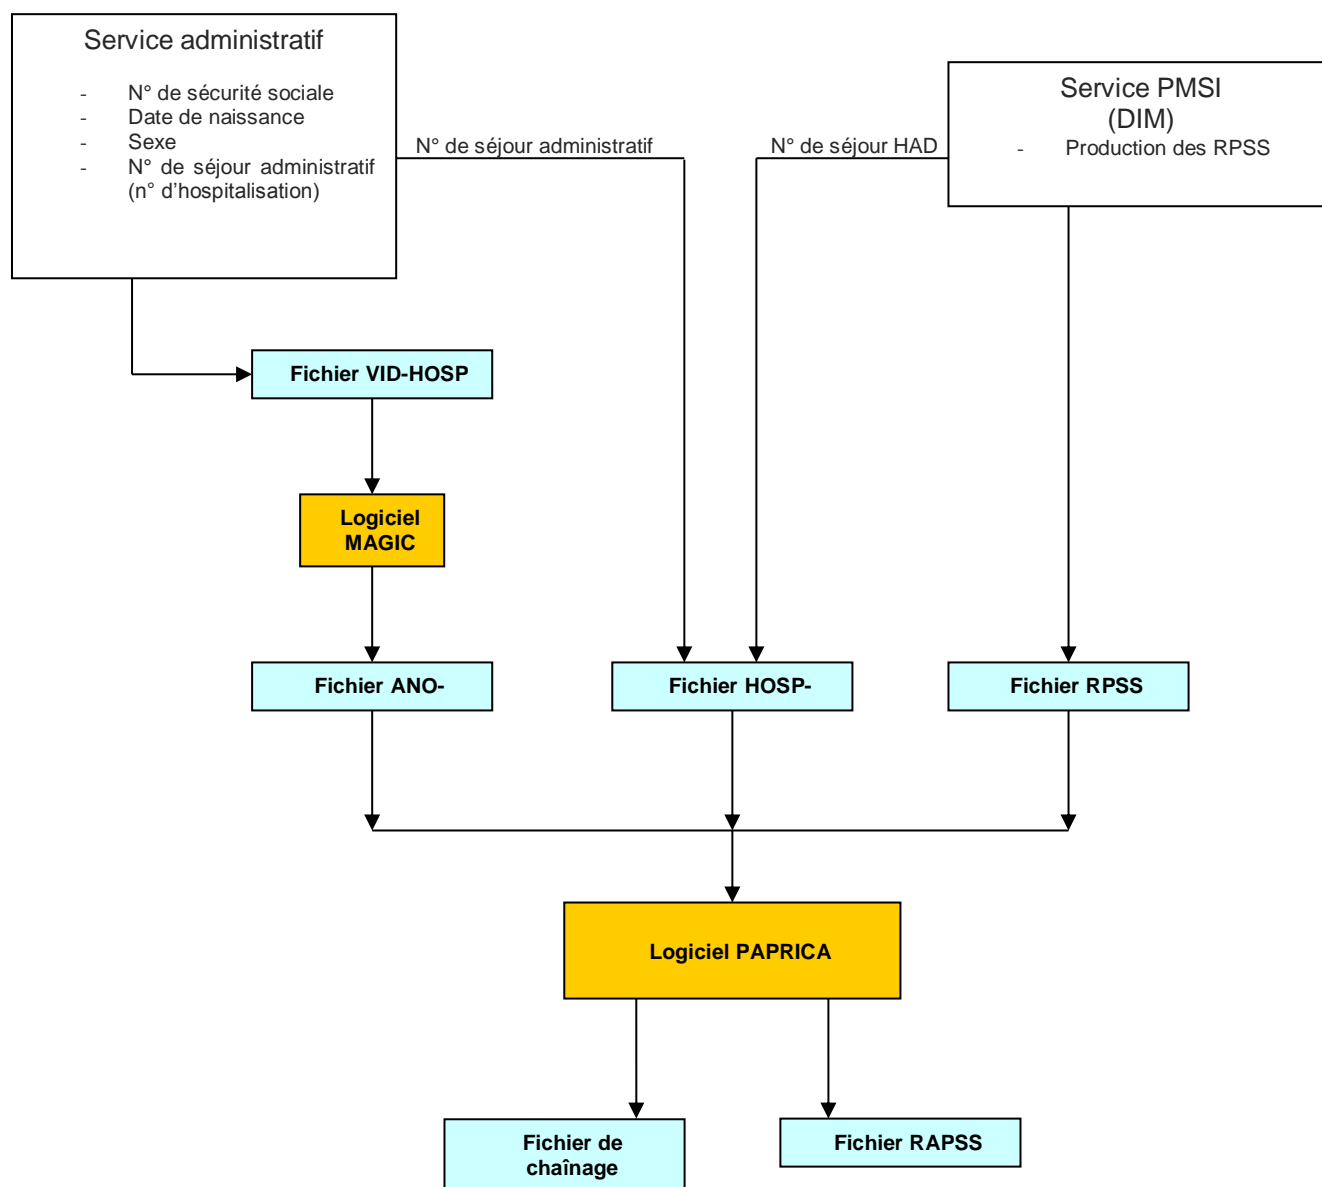 Service administratif
- N° de sécurité sociale
- Date de naissance
- Sexe
- N° de séjour administratif
(n° d'hospitalisation)
N° de séjour administratif
N° de séjour HAD
Service PMSI
(DIM)
- Production des RPSS
Fichier VID-HOSP
Logiciel
MAGIC
Fichier ANO-
Fichier HOSP-
Fichier RPSS
Logiciel PAPRICA
Fichier de
chaînage
Fichier RAPSS